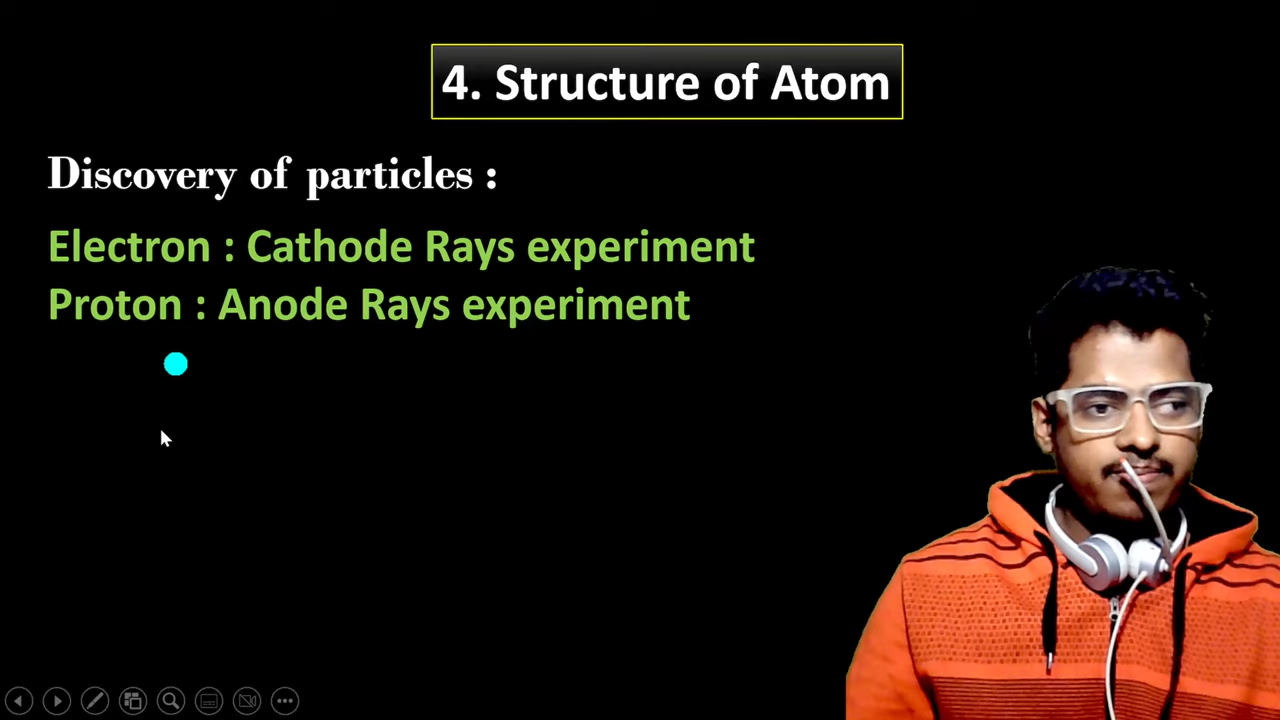 4. Structure of Atom
Discovery of particles :
Electron : Cathode Rays experiment
Proton : Anode Rays experiment